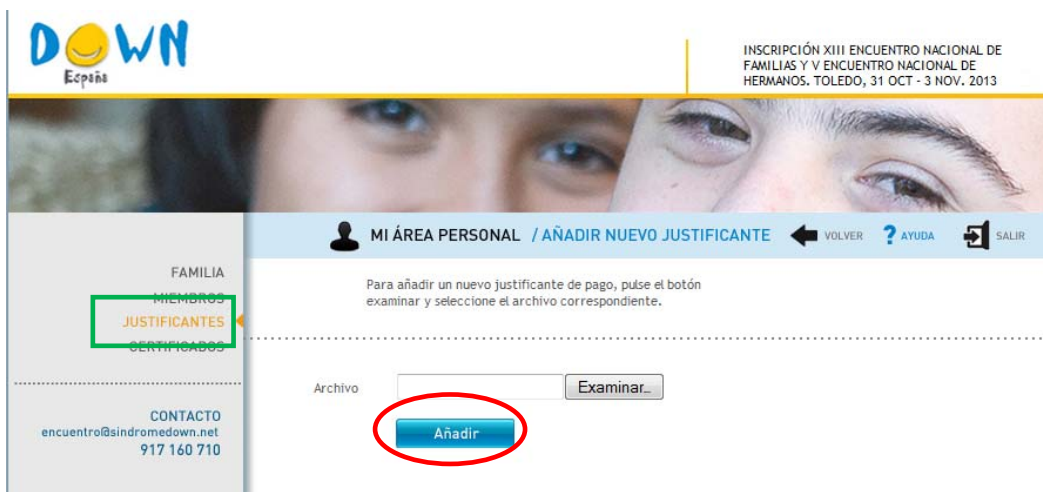 DOWN
España
INSCRIPCIÓN XIII ENCUENTRO NACIONAL DE
FAMILIAS Y V ENCUENTRO NACIONAL DE
HERMANOS. TOLEDO, 31 OCT - 3 NOV. 2013
MI ÁREA PERSONAL / AÑADIR NUEVO JUSTIFICANTE VOLVER ? AYUDA SALIR
FAMILIA
MIEMBROS
JUSTIFICANTES
CERTIFICADOS
Para añadir un nuevo justificante de pago, pulse el botón
examinar y seleccione el archivo correspondiente.
CONTACTO
encuentro@sindromedown.net
917 160 710
Archivo Examinar...
Añadir